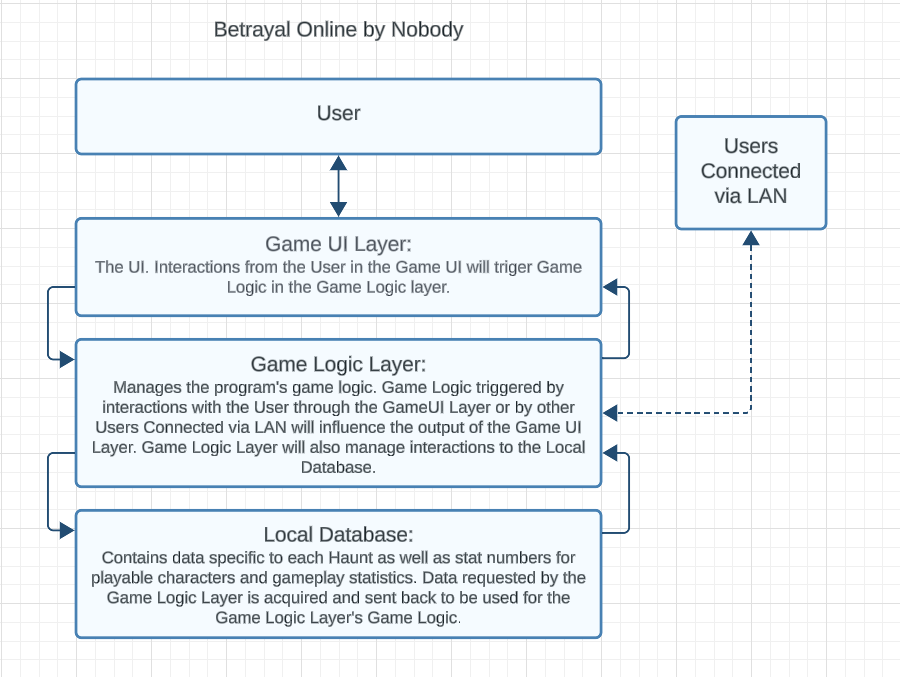 Betrayal Online by Nobody
User
Users
Connected
via LAN
Game UI Layer:
The UI. Interactions from the User in the Game UI will triger Game
Logic in the Game Logic layer.
Game Logic Layer:
Manages the program's game logic. Game Logic triggered by
interactions with the User through the GameUI Layer or by other
Users Connected via LAN will influence the output of the Game UI
Layer. Game Logic Layer will also manage interactions to the Local
Database.
Local Database:
Contains data specific to each Haunt as well as stat numbers for
playable characters and gameplay statistics. Data requested by the
Game Logic Layer is acquired and sent back to be used for the
Game Logic Layer's Game Logic.